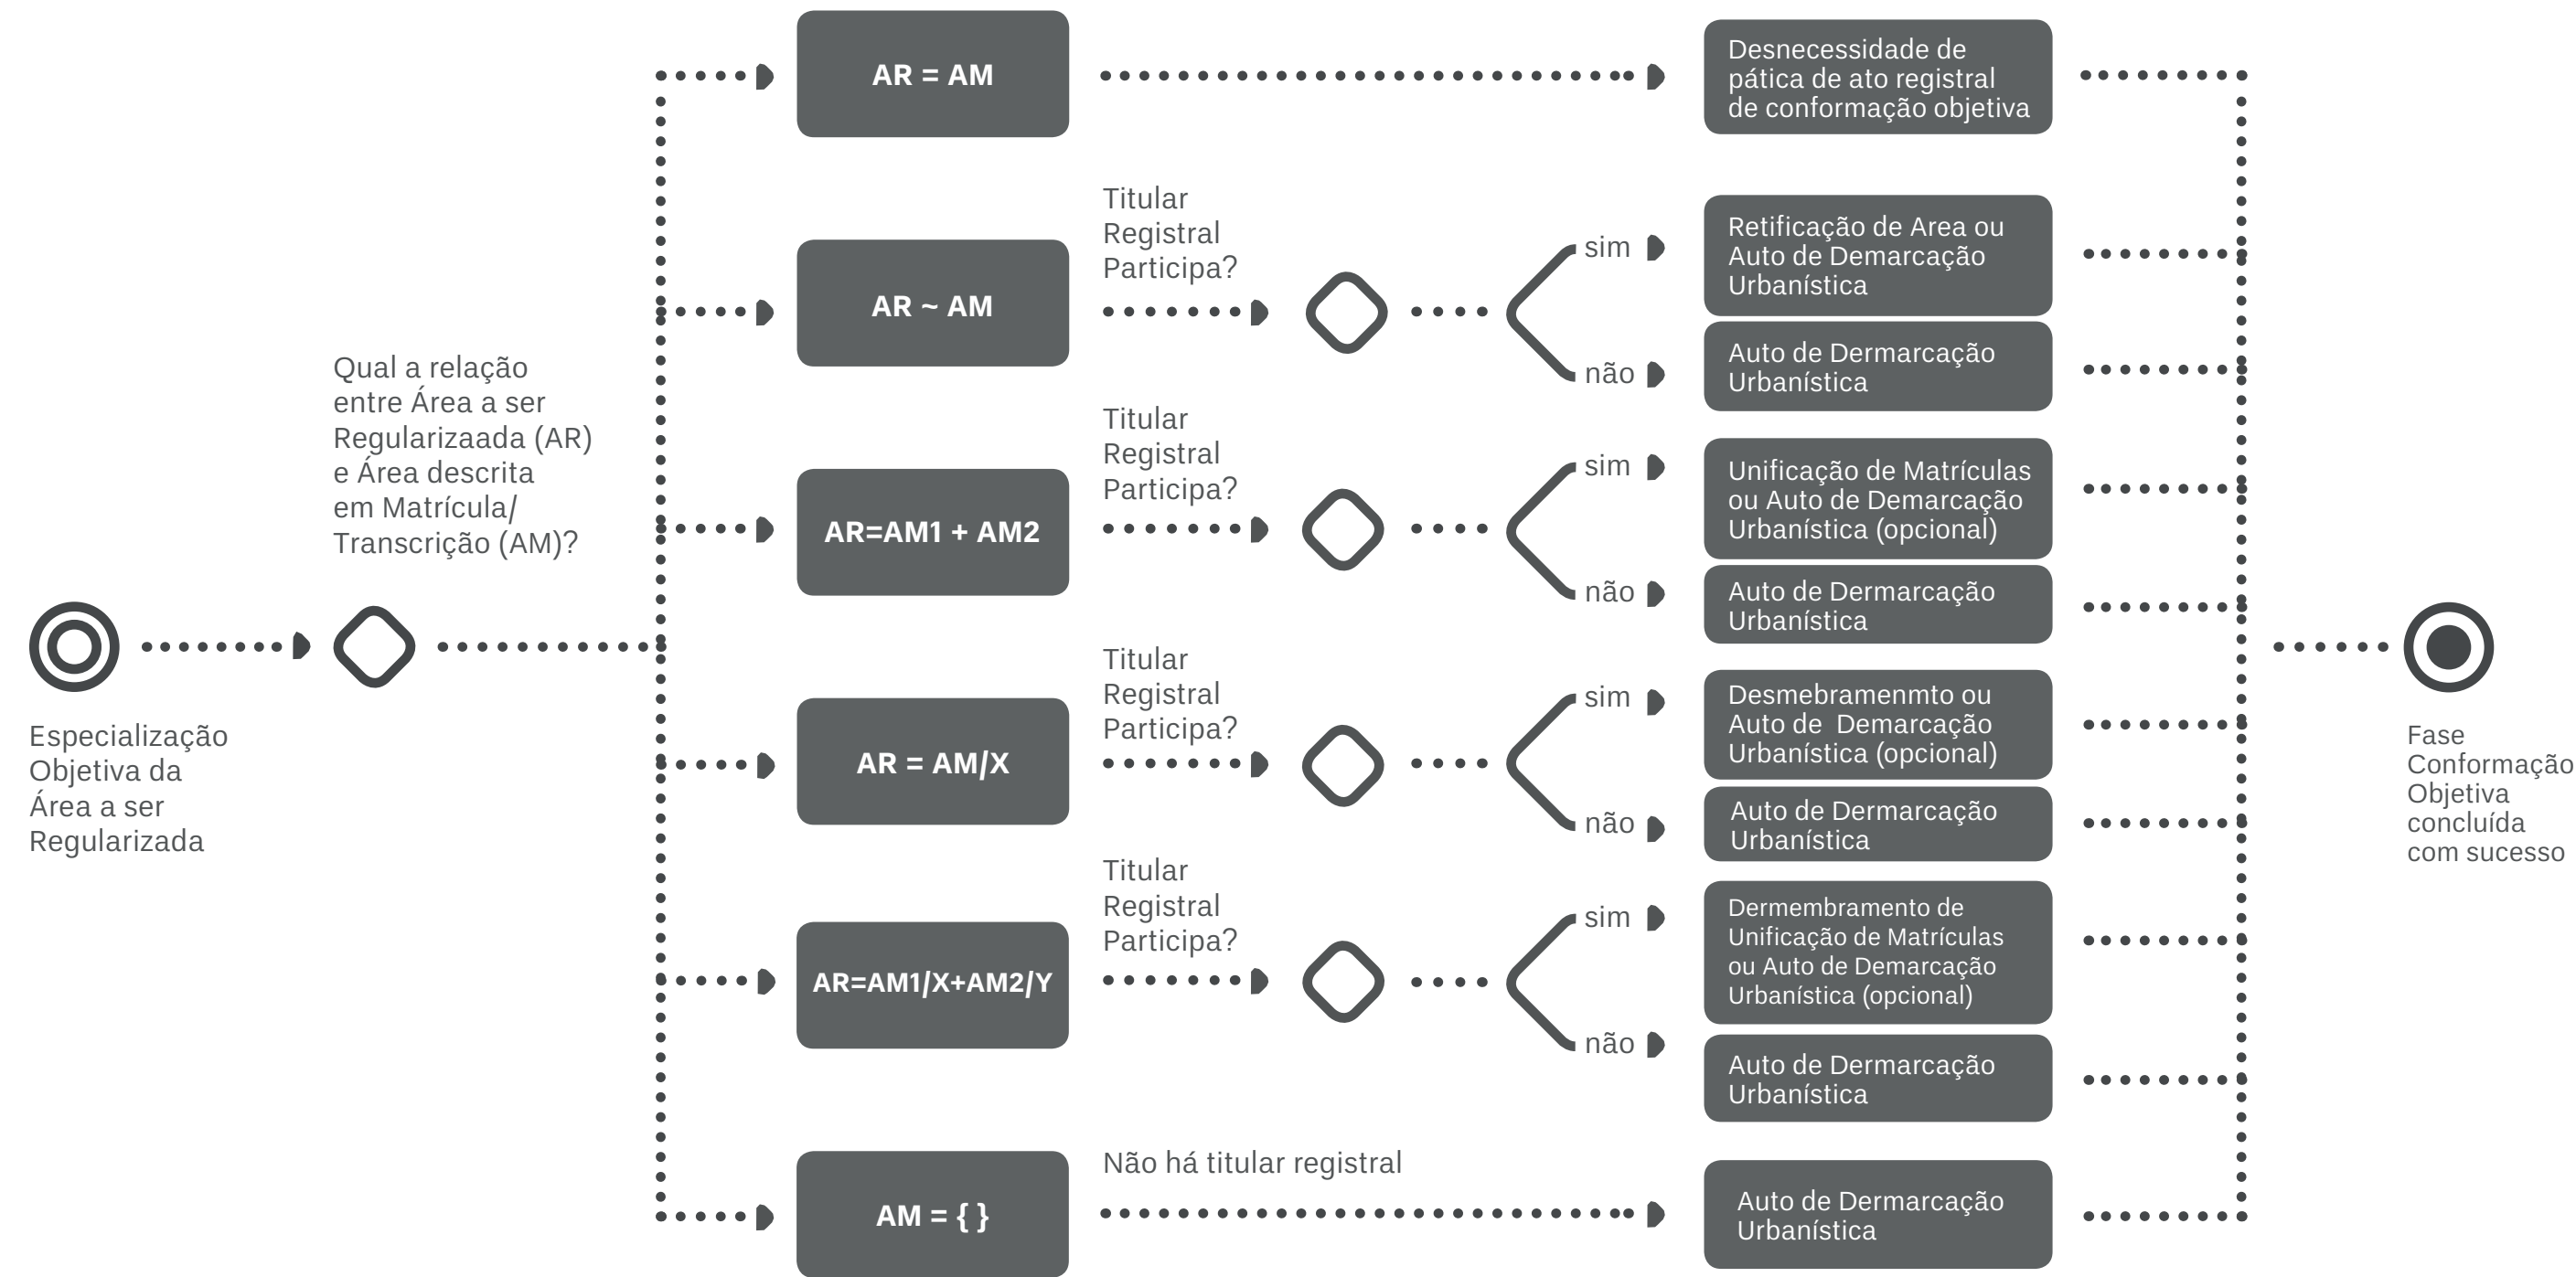 Especialização
Objetiva da
Área a ser
Regularizada
Qual a relação
entre Área a ser
Regularizaada (AR)
e Área descrita
em Matrícula/
Transcrição (AM)?
AR = AM
Desnecessidade de
pática de ato registral
de conformação objetiva
AR ~ AM
Titular
Registral
Participa?
sim
Retificação de Area ou
Auto de Demarcação
Urbanística
não
Auto de Dermarcação
Urbanística
AR=AM1 + AM2
Titular
Registral
Participa?
sim
Unificação de Matrículas
ou Auto de Demarcação
Urbanística (opcional)
não
Auto de Dermarcação
Urbanística
AR = AM/X
Titular
Registral
Participa?
sim
Desmebramenmto ou
Auto de  Demarcação
Urbanística (opcional)
não
Auto de Dermarcação
Urbanística
AR=AM1/X+AM2/Y
Titular
Registral
Participa?
sim
Dermembramento de
Unificação de Matrículas
ou Auto de Demarcação
Urbanística (opcional)
não
Auto de Dermarcação
Urbanística
AM = { }
Não há titular registral
Auto de Dermarcação
Urbanística
Fase
Conformação
Objetiva
concluída
com sucesso